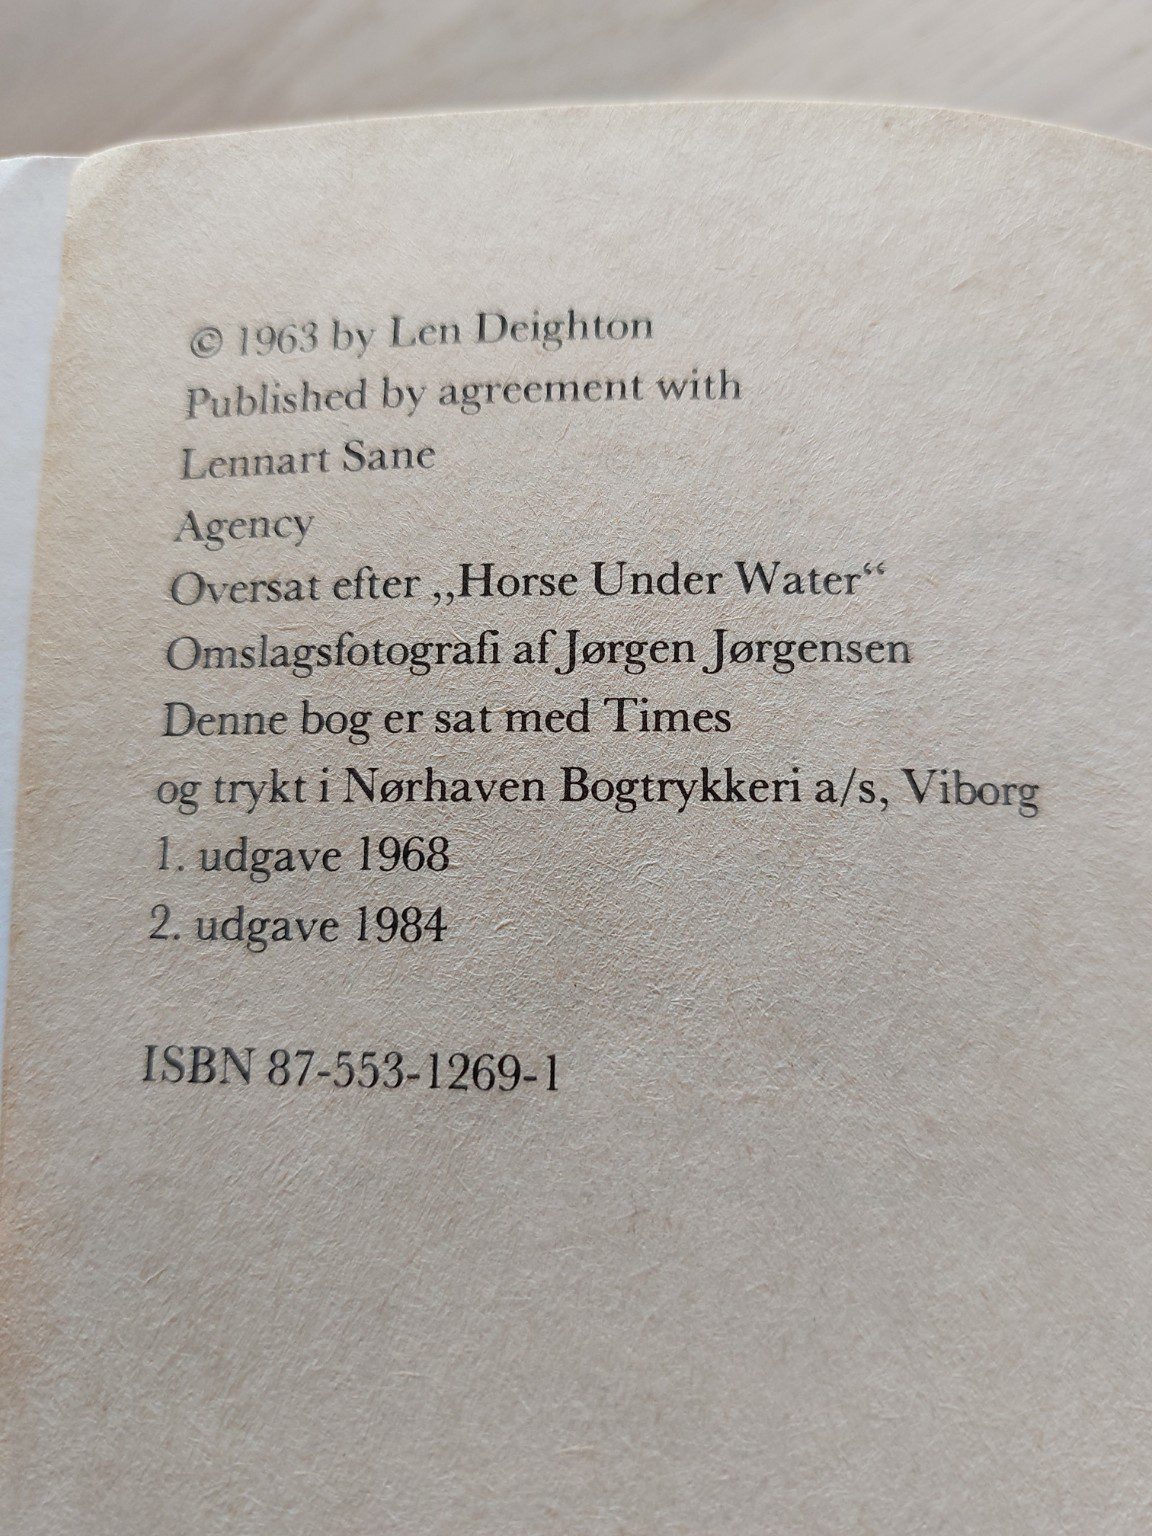 © 1963 by Len Deighton
Published by agreement with
Lennart Sane
Agency
Oversat efter „Horse Under Water“
Omslagsfotografi af Jørgen Jørgensen
Denne bog er sat med Times
og trykt i Nørhaven Bogtrykkeri a/s, Viborg
1. udgave 1968
2. udgave 1984
ISBN 87-553-1269-1